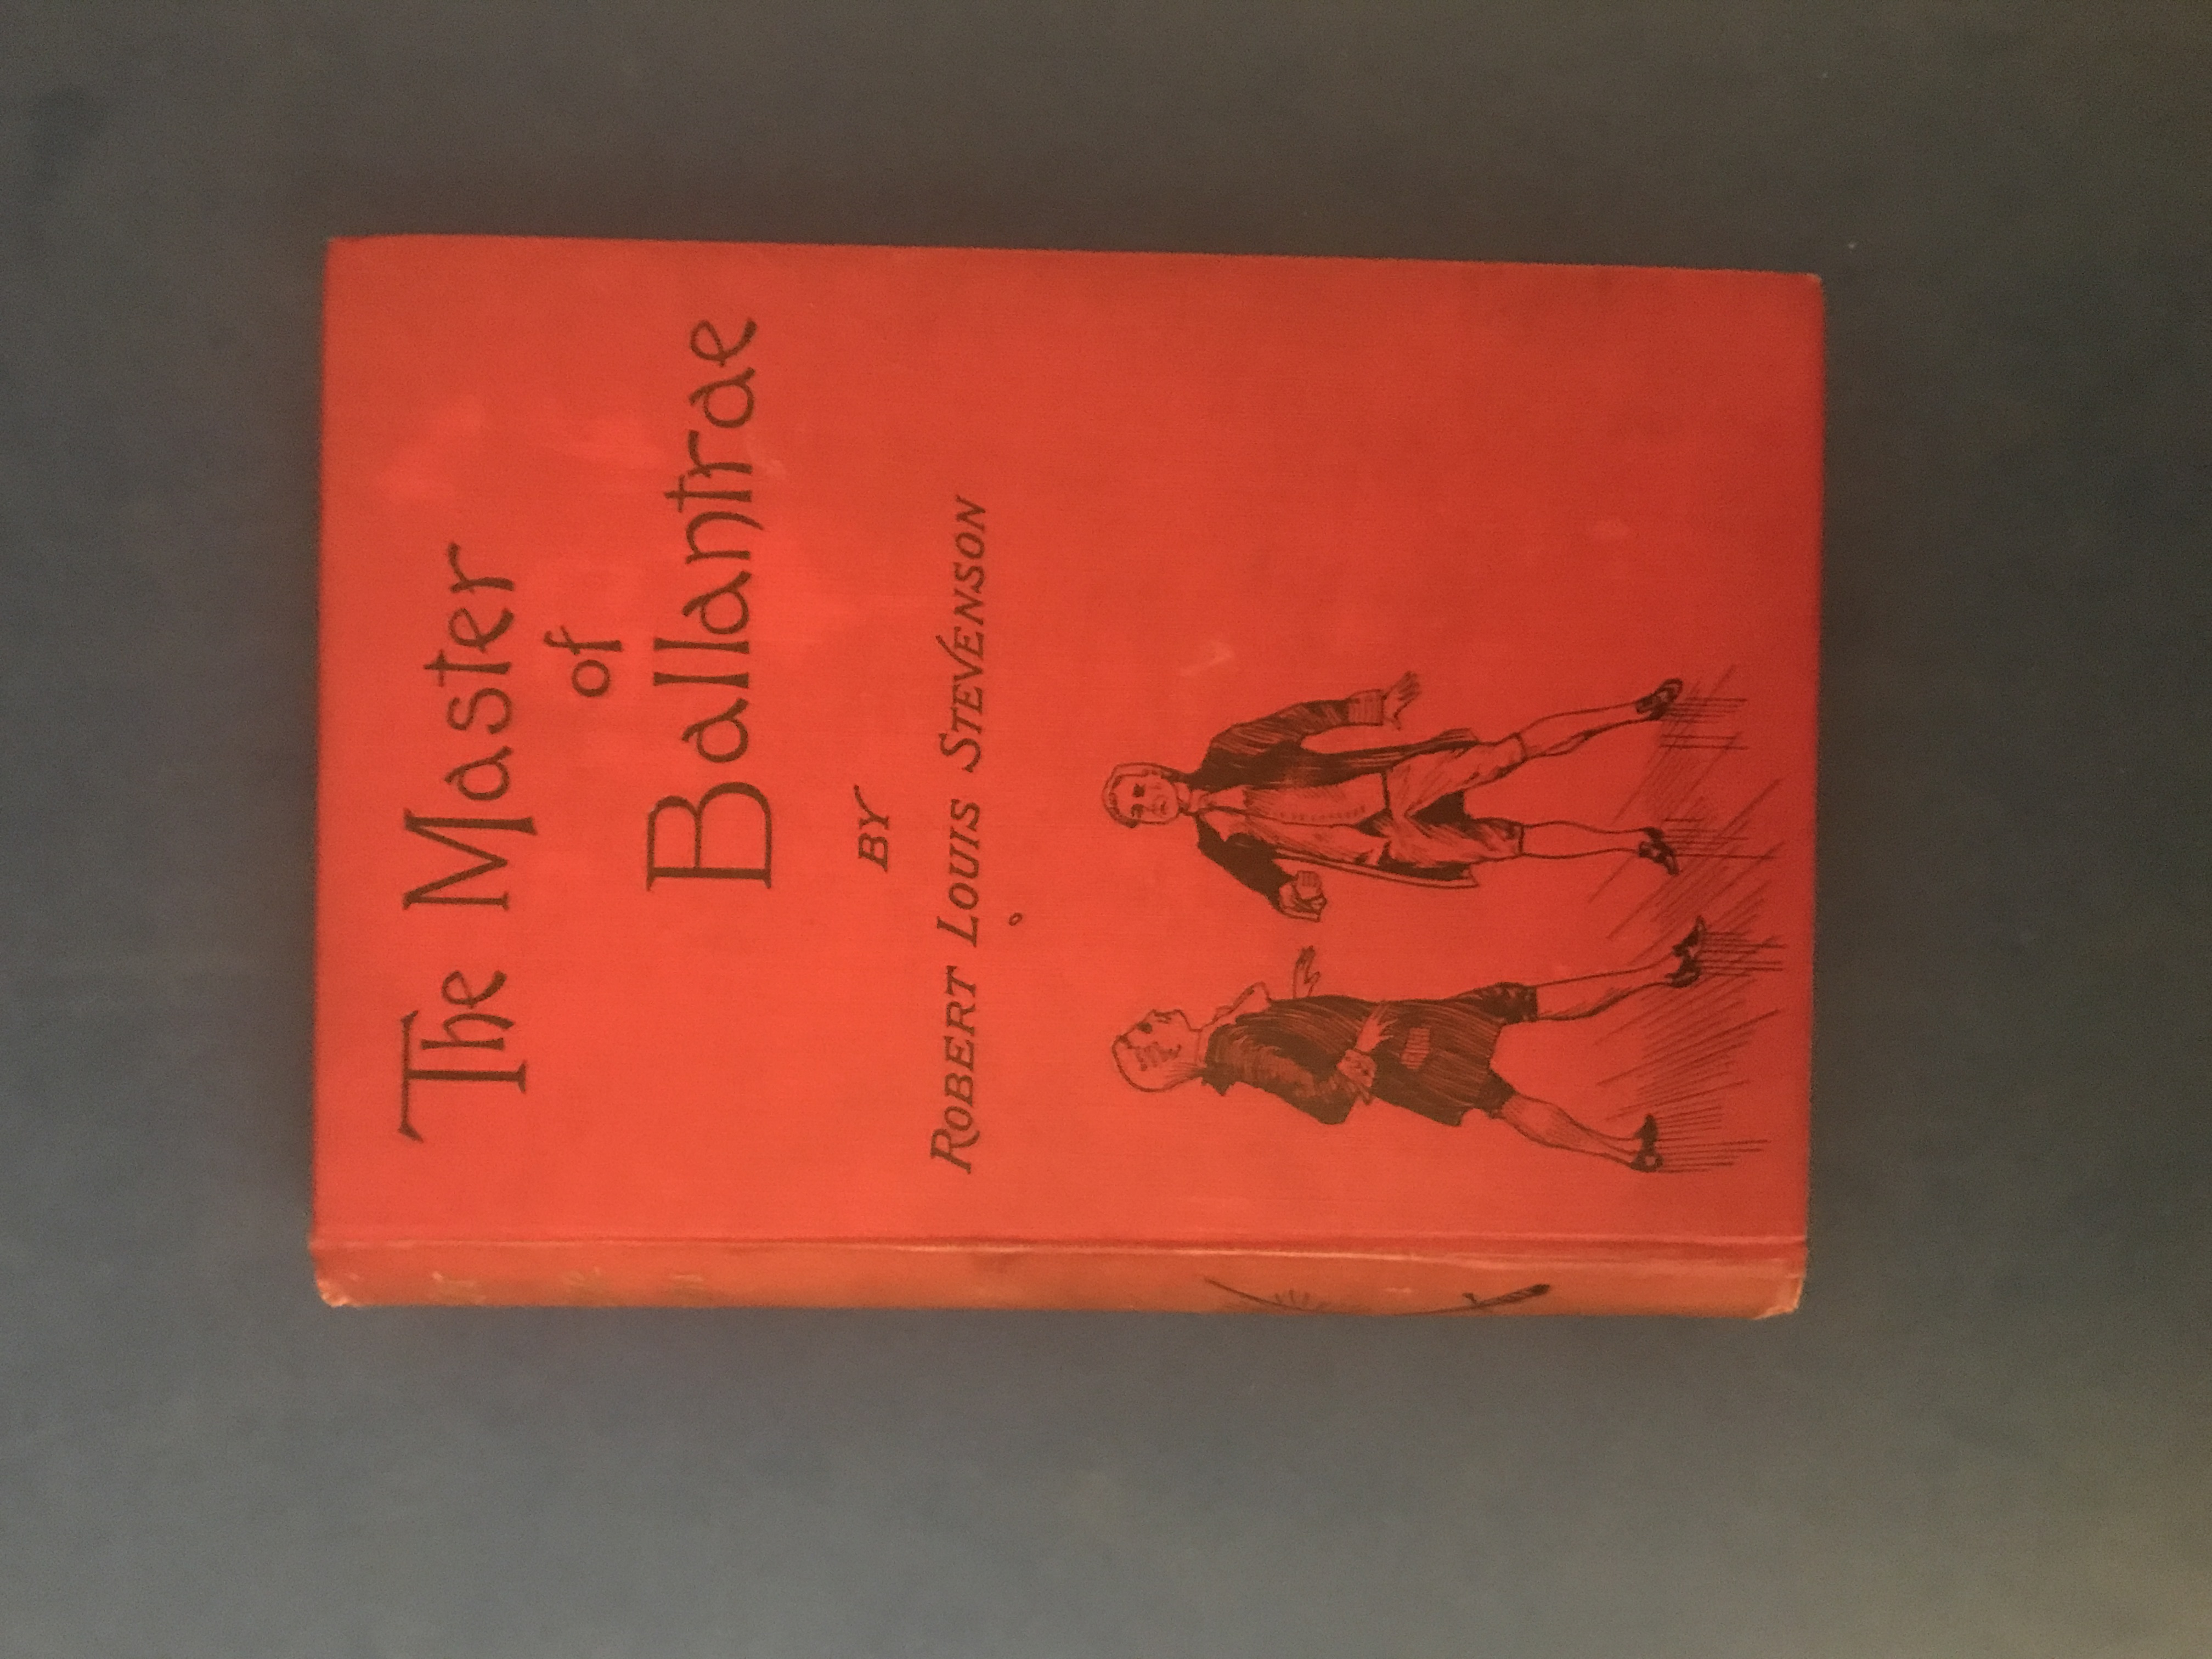 The Master
of
Ballantrae
BY
ROBERT LOUIS STEVENSON